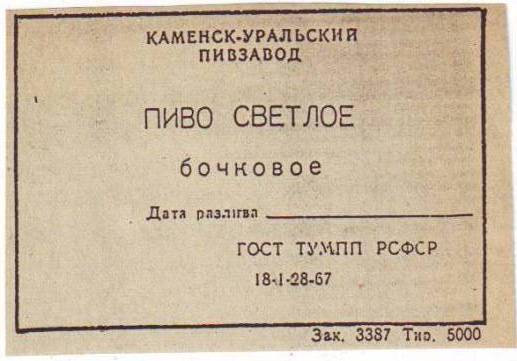 КАМЕНСК-УРАЛЬСКИЙ
ПИВЗАВОД
ПИВО СВЕТЛОЕ
бочковое
Дата разлива
ГОСТ ТУМПП РСФСР
18-1-28-67
Зак. 3387 Тир. 5000